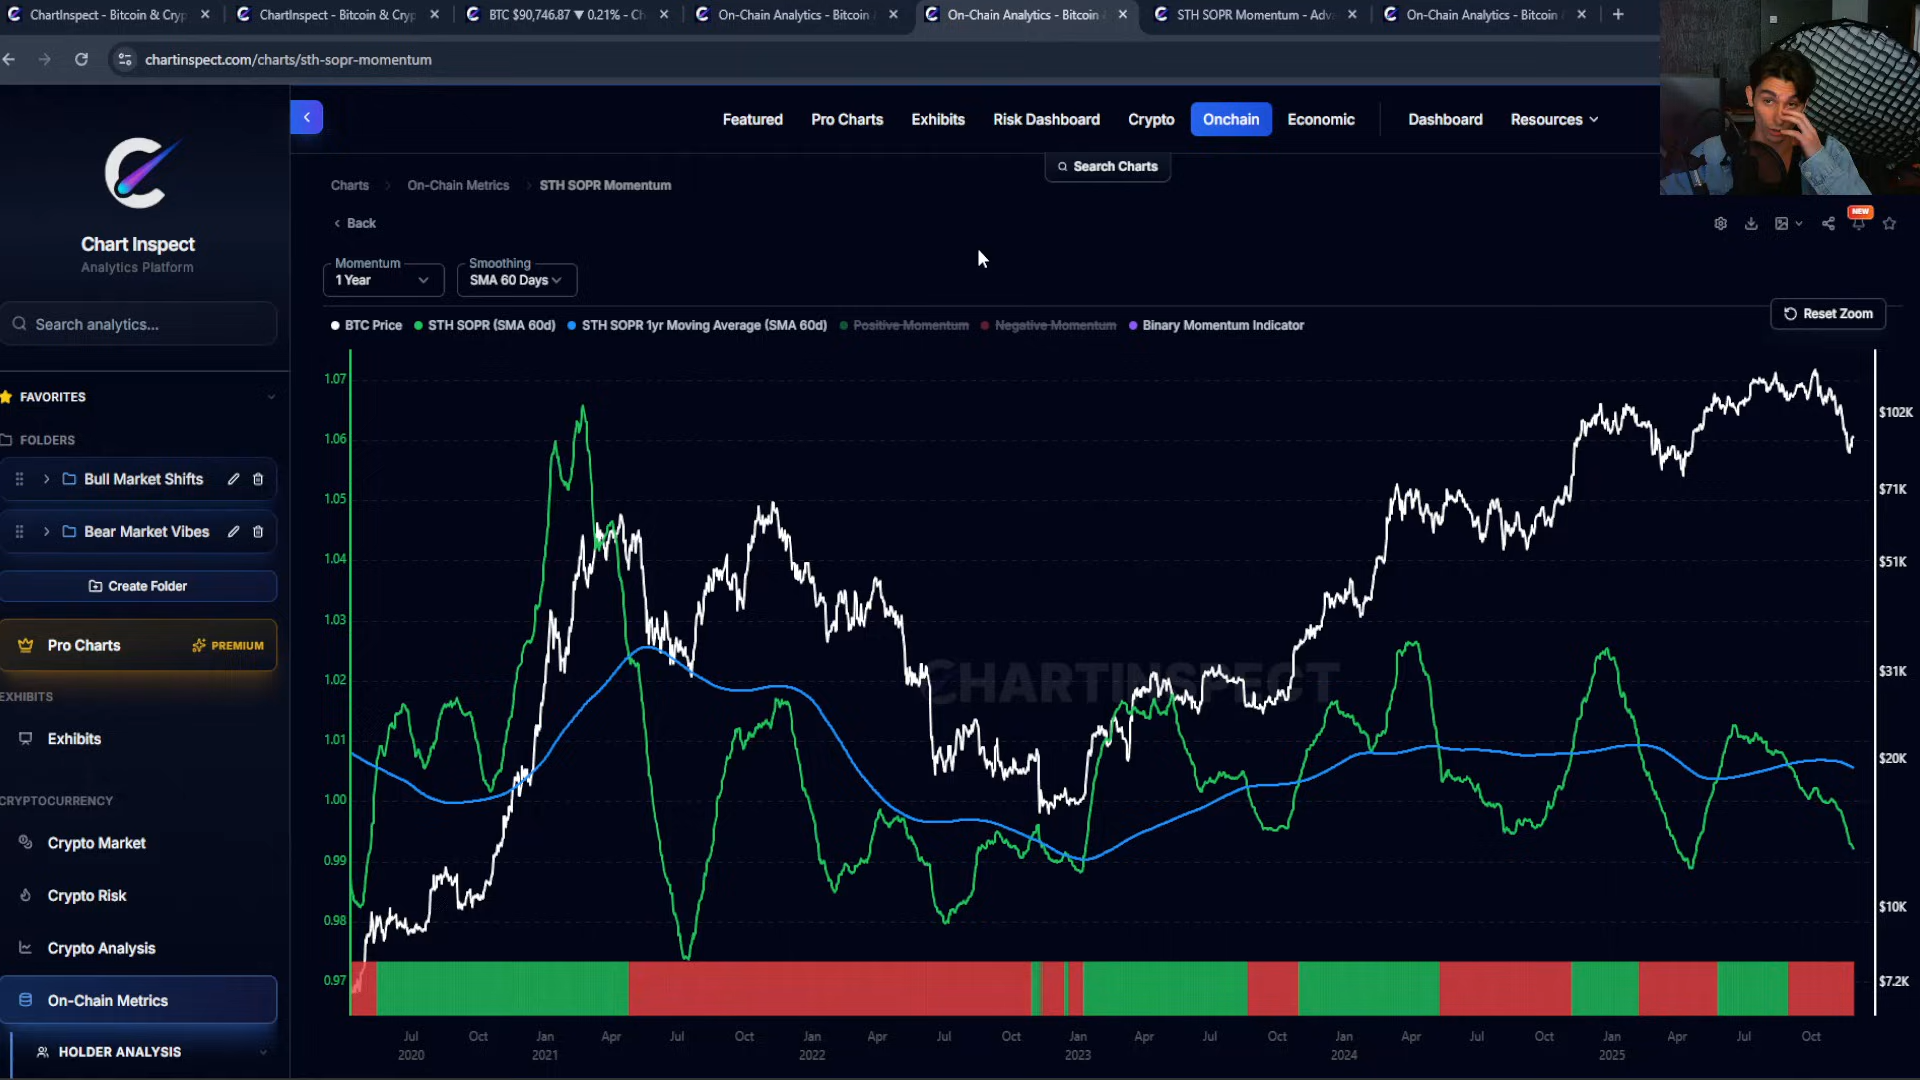 ChartInspect - Bitcoin & Cryp
ChartInspect - Bitcoin & Cryp
BTC $90,746.87 ▼ 0.21% - Ch
On-Chain Analytics - Bitcoin
On-Chain Analytics - Bitcoin
STH SOPR Momentum - Adv
On-Chain Analytics - Bitcoin
chartinspect.com/charts/sth-sopr-momentum
Chart Inspect
Analytics Platform
Search analytics...
FAVORITES
FOLDERS
Bull Market Shifts
Bear Market Vibes
Create Folder
Pro Charts
PREMIUM
EXHIBITS
Exhibits
CRYPTOCURRENCY
Crypto Market
Crypto Risk
Crypto Analysis
On-Chain Metrics
HOLDER ANALYSIS
Featured
Pro Charts
Exhibits
Risk Dashboard
Crypto
Onchain
Economic
Dashboard
Resources
Search Charts
Charts
On-Chain Metrics
STH SOPR Momentum
Back
NEW
Momentum
1 Year
Smoothing
SMA 60 Days
BTC Price
STH SOPR (SMA 60d)
STH SOPR 1yr Moving Average (SMA 60d)
Positive Momentum
Negative Momentum
Binary Momentum Indicator
Reset Zoom
1.07
1.06
1.05
1.04
1.03
1.02
1.01
1.00
0.99
0.98
0.97
CHARTINSPECT
$102K
$71K
$51K
$31K
$20K
$10K
$7.2K
Jul
2020
Oct
Jan
2021
Apr
Jul
Oct
Jan
2022
Apr
Jul
Oct
Jan
2023
Apr
Jul
Oct
Jan
2024
Apr
Jul
Oct
Jan
2025
Apr
Jul
Oct